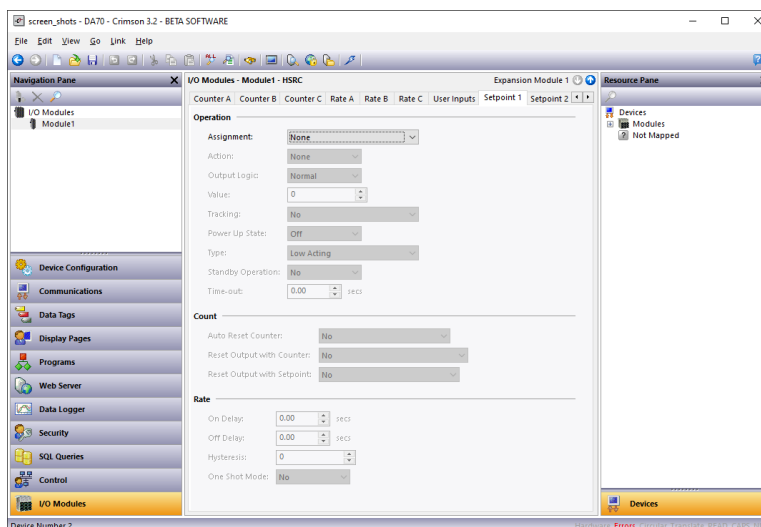 screen_shots - DA70 - Crimson 3.2 - BETA SOFTWARE
File Edit View Go Link Help
Navigation Pane
I/O Modules
Module1
Device Configuration
Communications
Data Tags
Display Pages
Programs
Web Server
Data Logger
Security
SQL Queries
Control
I/O Modules
I/O Modules - Module1 - HSRC Expansion Module 1
Counter A Counter B Counter C Rate A Rate B Rate C User Inputs Setpoint 1 Setpoint 2
Operation
Assignment: None
Action: None
Output Logic: Normal
Value: 0
Tracking: No
Power Up State: Off
Type: Low Acting
Standby Operation: No
Time-out: 0.00 secs
Count
Auto Reset Counter: No
Reset Output with Counter: No
Reset Output with Setpoint: No
Rate
On Delay: 0.00 secs
Off Delay: 0.00 secs
Hysteresis: 0
One Shot Mode: No
Resource Pane
Devices
Modules
Not Mapped
Devices
Device Number 2
Hardware Errors Circular Translate READ CAPS